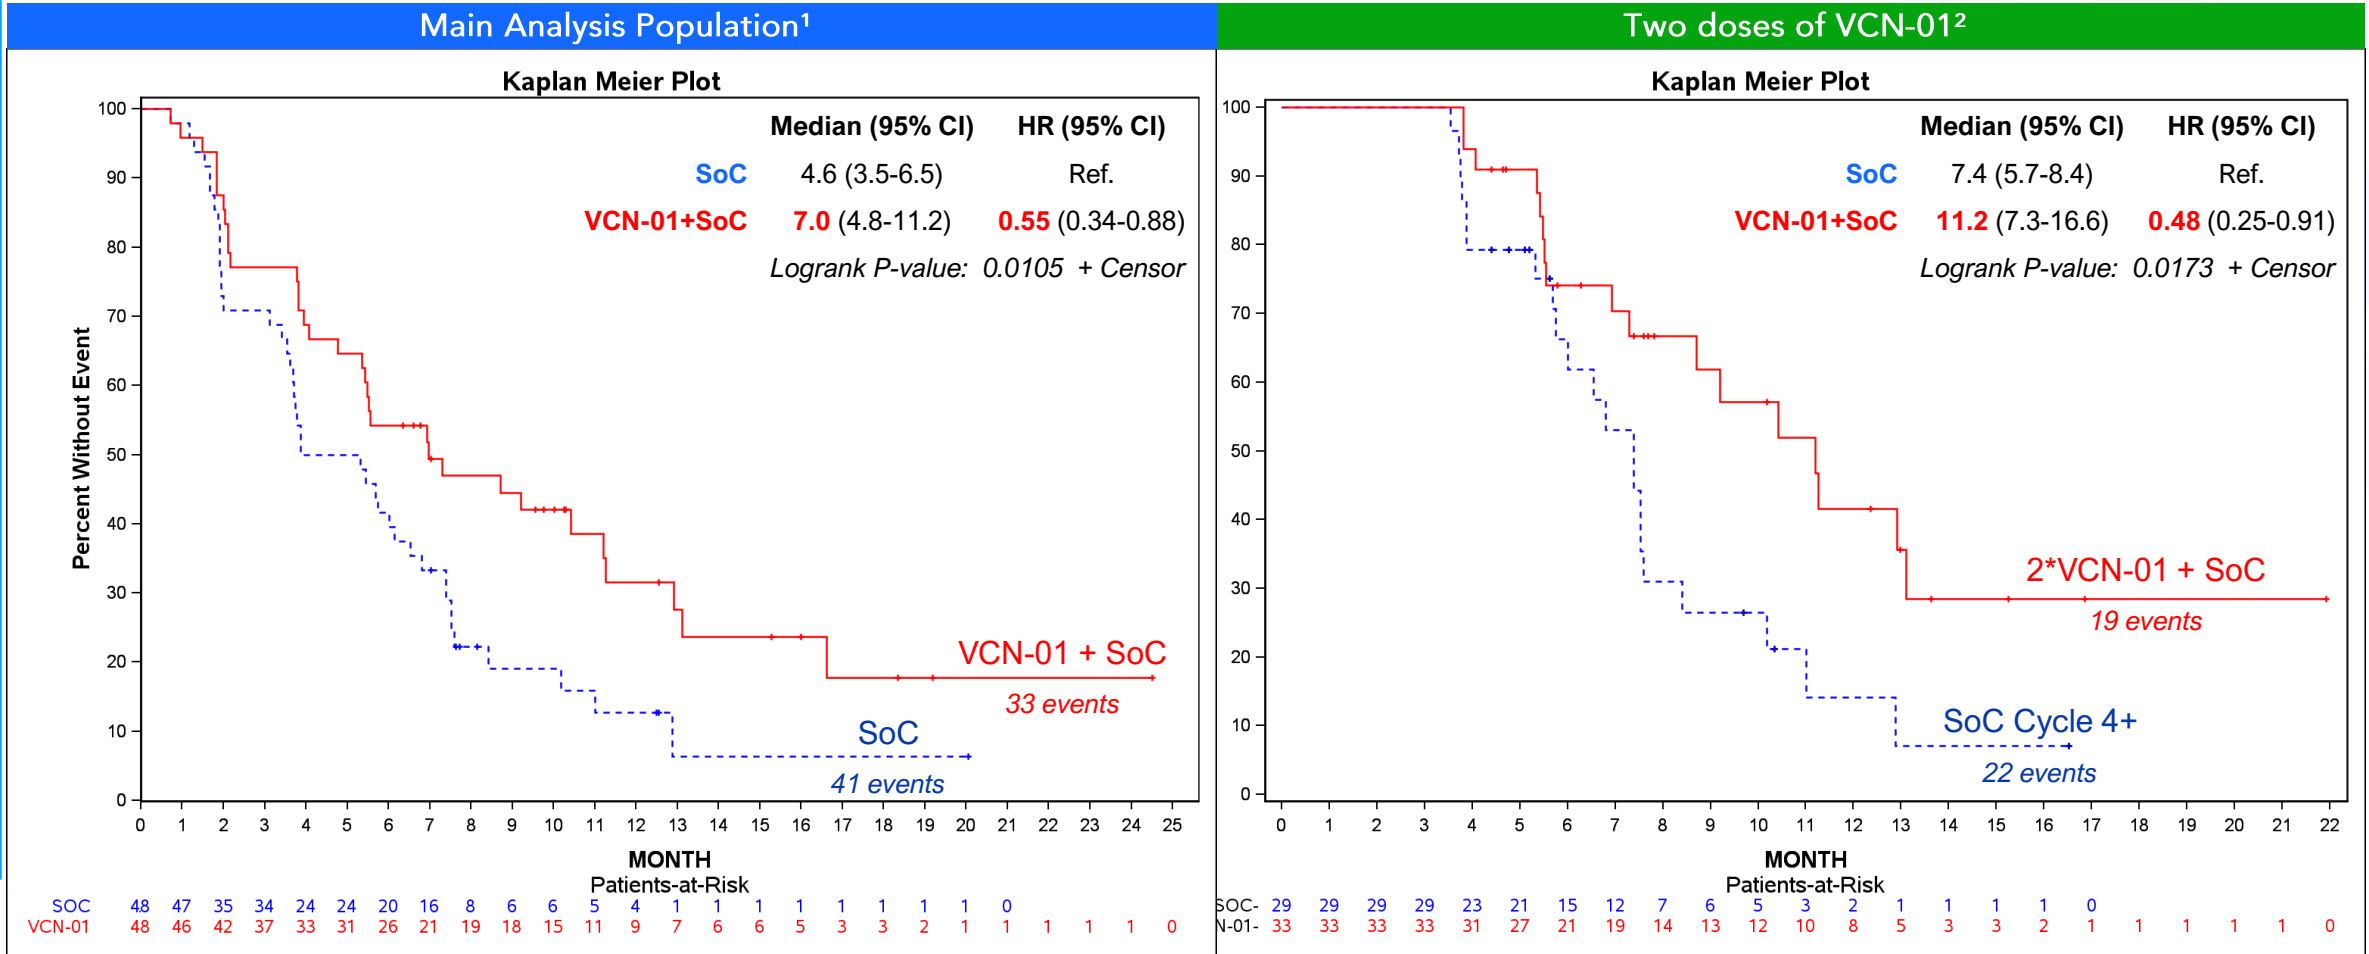 Main Analysis Population¹
Kaplan Meier Plot
Median (95% CI) HR (95% CI)
SoC 4.6 (3.5-6.5) Ref.
VCN-01+SoC 7.0 (4.8-11.2) 0.55 (0.34-0.88)
Logrank P-value: 0.0105 + Censor
Percent Without Event
100
90
80
70
60
50
40
30
20
10
0
VCN-01 + SoC
33 events
SoC
41 events
0 1 2 3 4 5 6 7 8 9 10 11 12 13 14 15 16 17 18 19 20 21 22 23 24 25
MONTH
Patients-at-Risk
SOC 48 47 35 34 24 24 20 16 8 6 6 5 4 1 1 1 1 1 1 1 1 0
VCN-01 48 46 42 37 33 31 26 21 19 18 15 11 9 7 6 6 5 3 3 2 1 1 1 1 1 0
Two doses of VCN-01²
Kaplan Meier Plot
Median (95% CI) HR (95% CI)
SoC 7.4 (5.7-8.4) Ref.
VCN-01+SoC 11.2 (7.3-16.6) 0.48 (0.25-0.91)
Logrank P-value: 0.0173 + Censor
100
90
80
70
60
50
40
30
20
10
0
2*VCN-01 + SoC
19 events
SoC Cycle 4+
22 events
0 1 2 3 4 5 6 7 8 9 10 11 12 13 14 15 16 17 18 19 20 21 22
MONTH
Patients-at-Risk
SOC- 29 29 29 29 23 21 15 12 7 6 5 3 2 1 1 1 1 0
N-01- 33 33 33 33 31 27 21 19 14 13 12 10 8 5 3 3 2 1 1 1 1 1 0